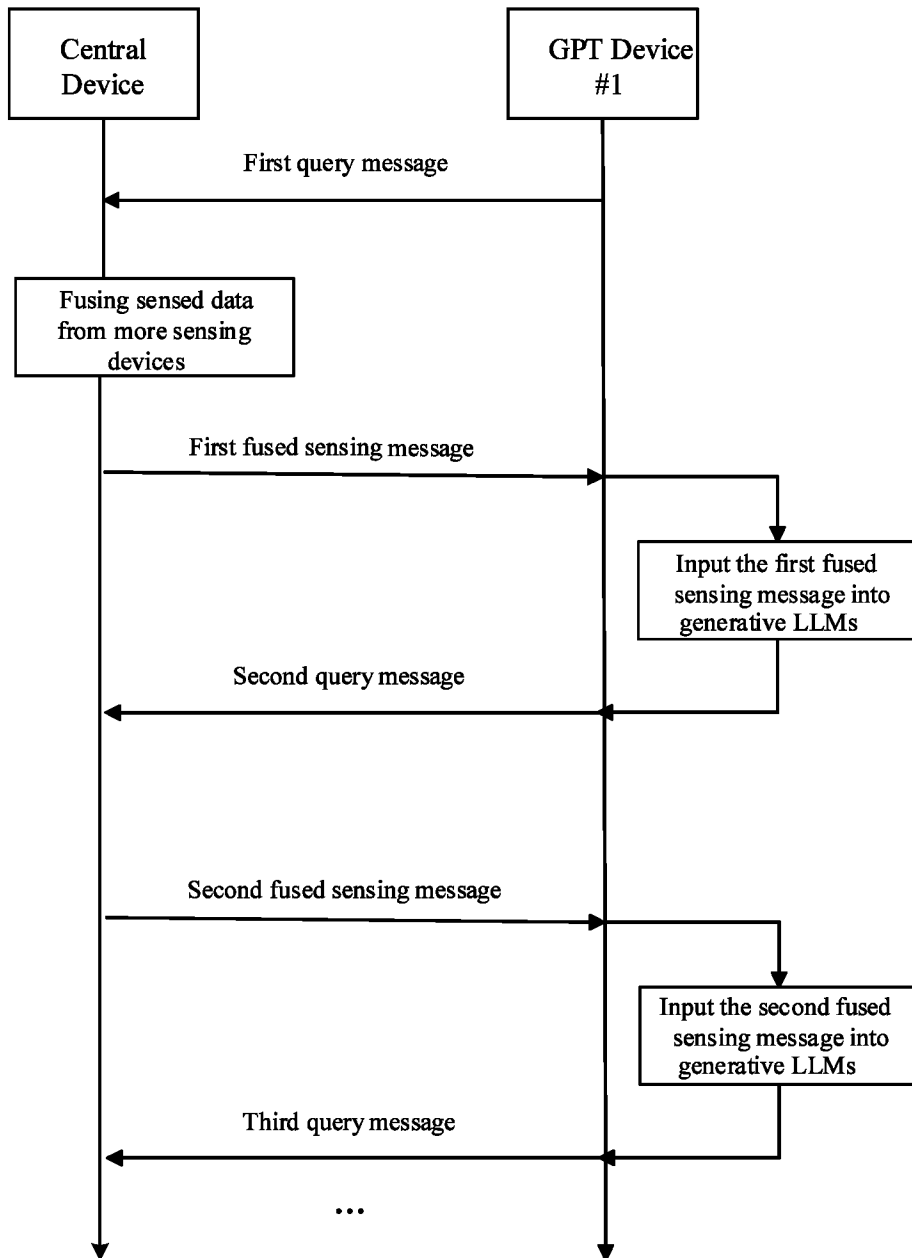 Central
Device
GPT Device
#1
First query message
Fusing sensed data
from more sensing
devices
First fused sensing message
Input the first fused
sensing message into
generative LLMs
Second query message
Second fused sensing message
Input the second fused
sensing message into
generative LLMs
Third query message
...